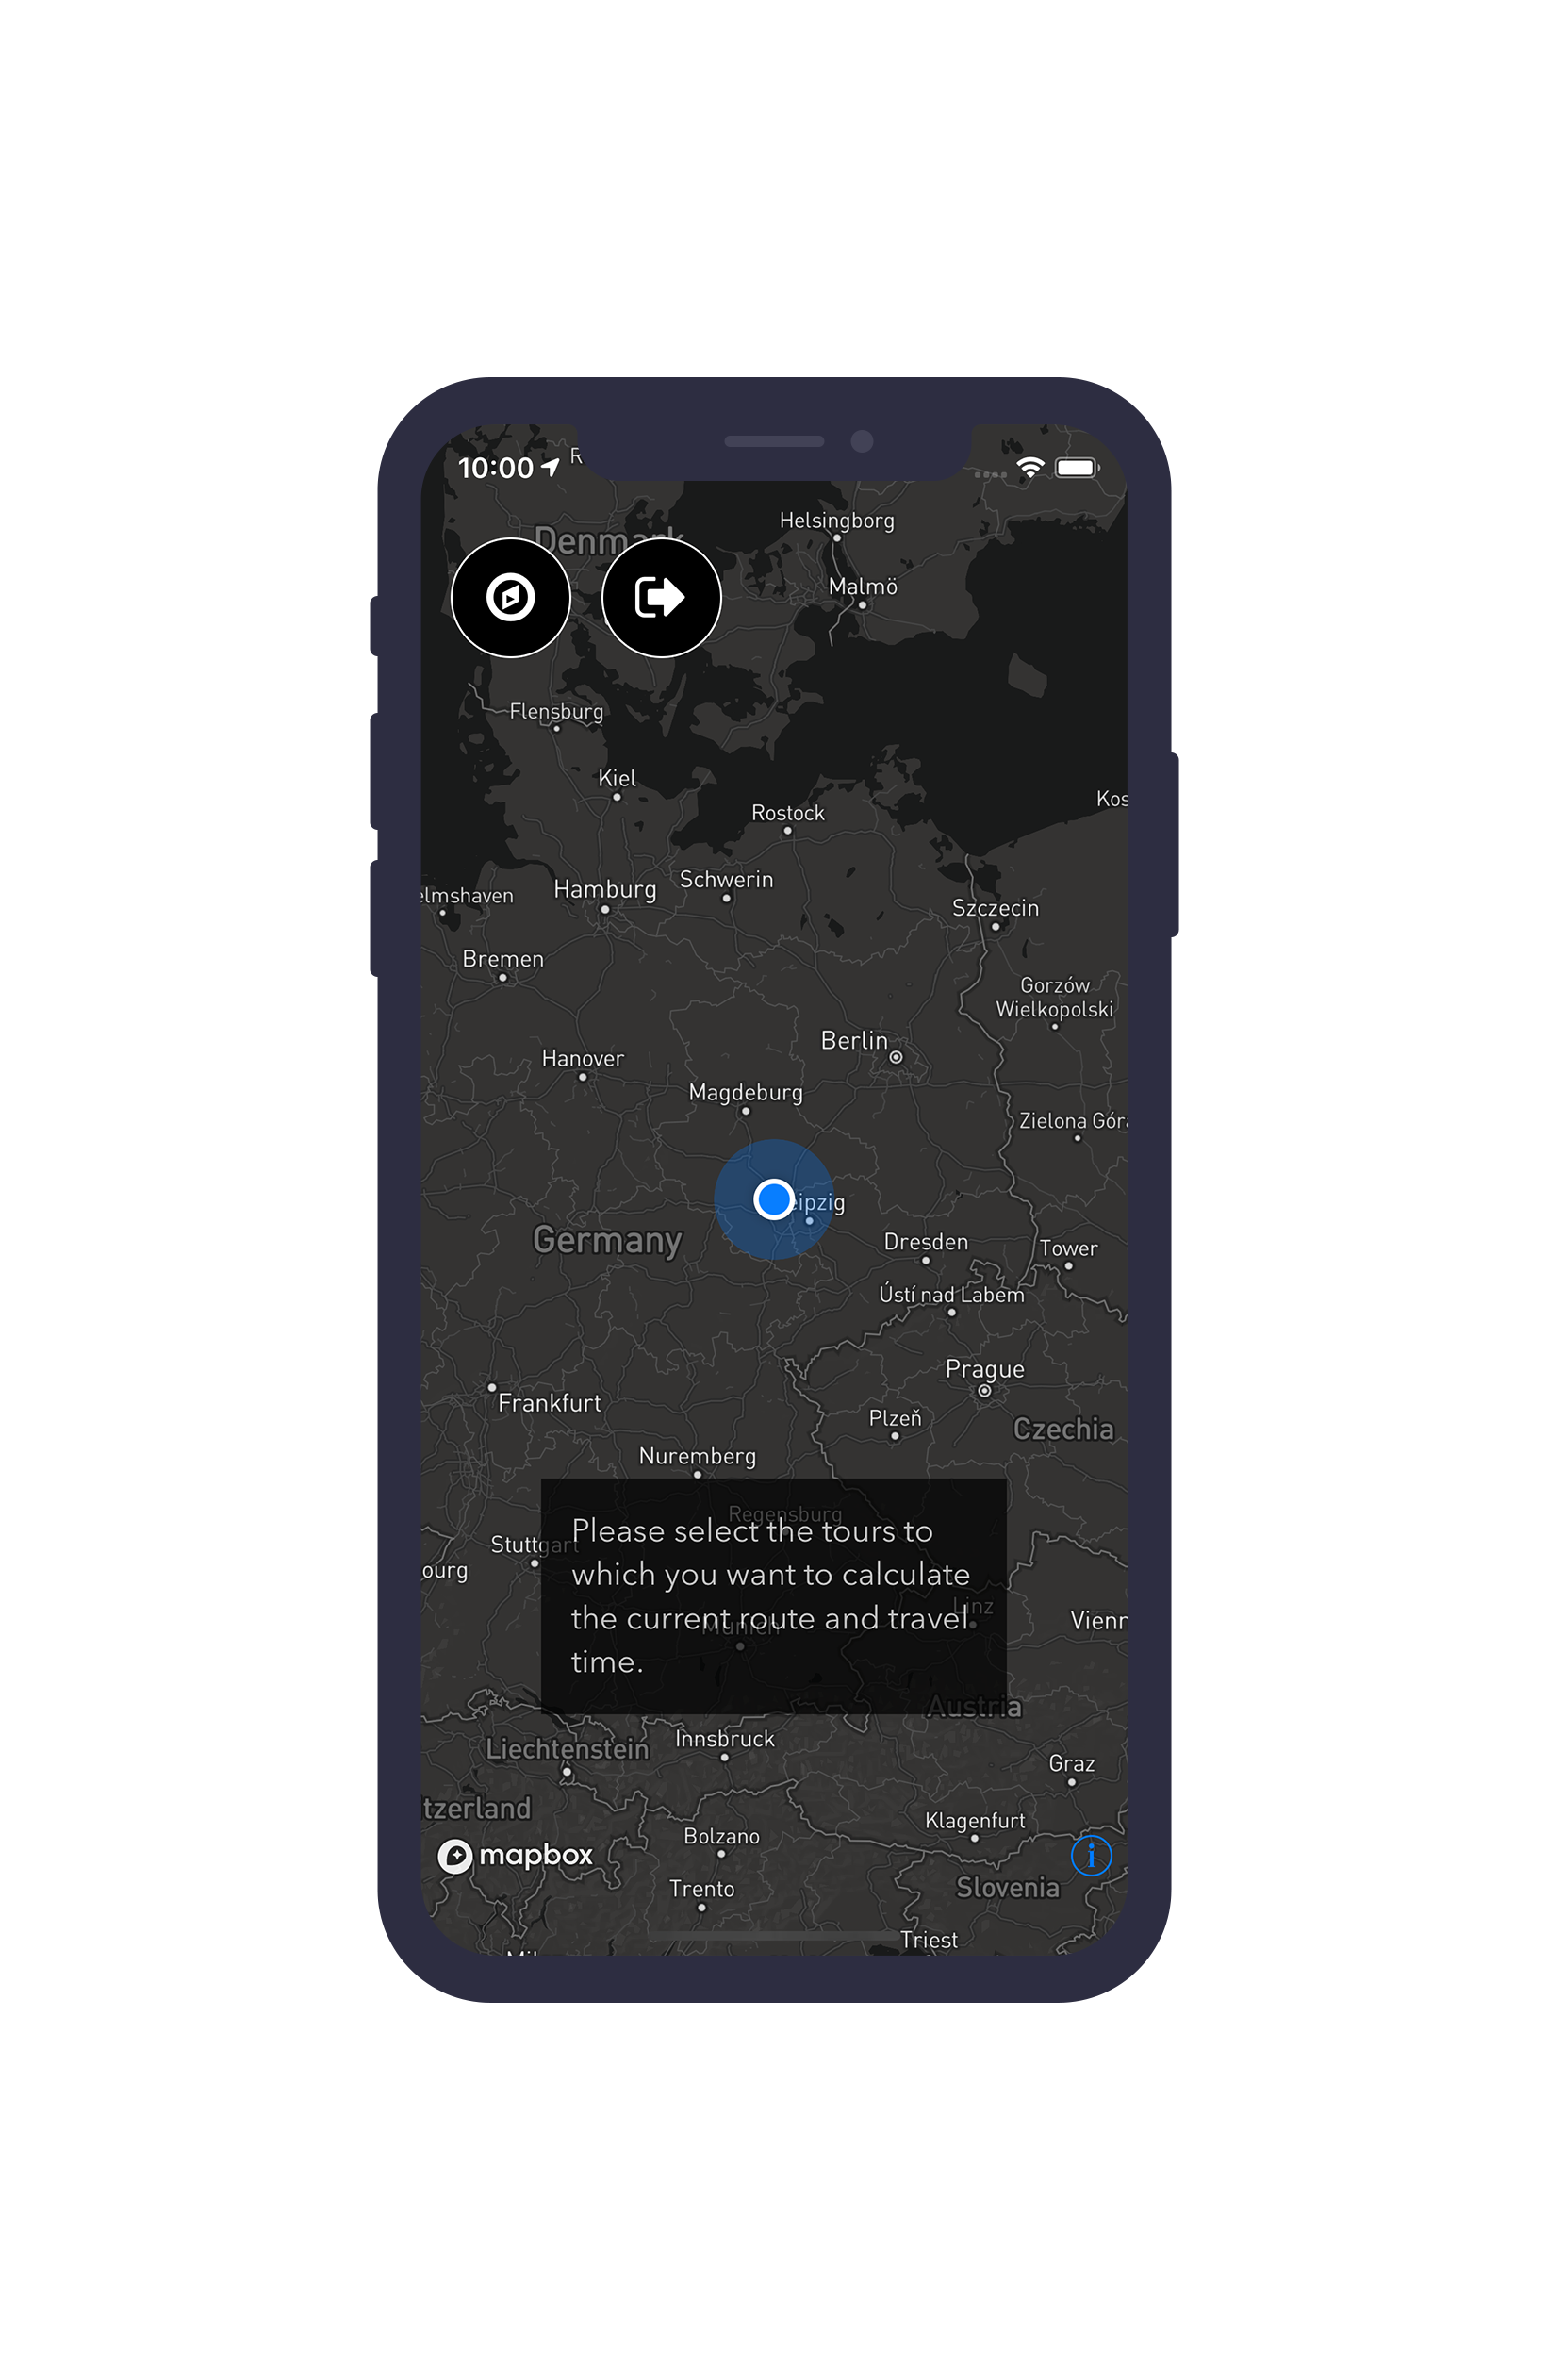 10:00
R
Helsingborg
Denmark
Malmö
Flensburg
Kiel
Kos
Rostock
Schwerin
Hamburg
elmshaven
Szczecin
Bremen
Gorzów
Wielkopolski
Berlin
Hanover
Magdeburg
Zielona Góra
eipzig
Germany
Dresden
Tower
Ústí nad Labem
Prague
Frankfurt
Plzeň
Czechia
Nuremberg
Regensburg
Please select the tours to
Stuttgart
ourg
which you want to calculate
Linz
the current route and travel
Vienn
Munich
time.
Austria
Innsbruck
Liechtenstein
Graz
tzerland
Klagenfurt
Bolzano
mapbox
i
Trento
Slovenia
Triest